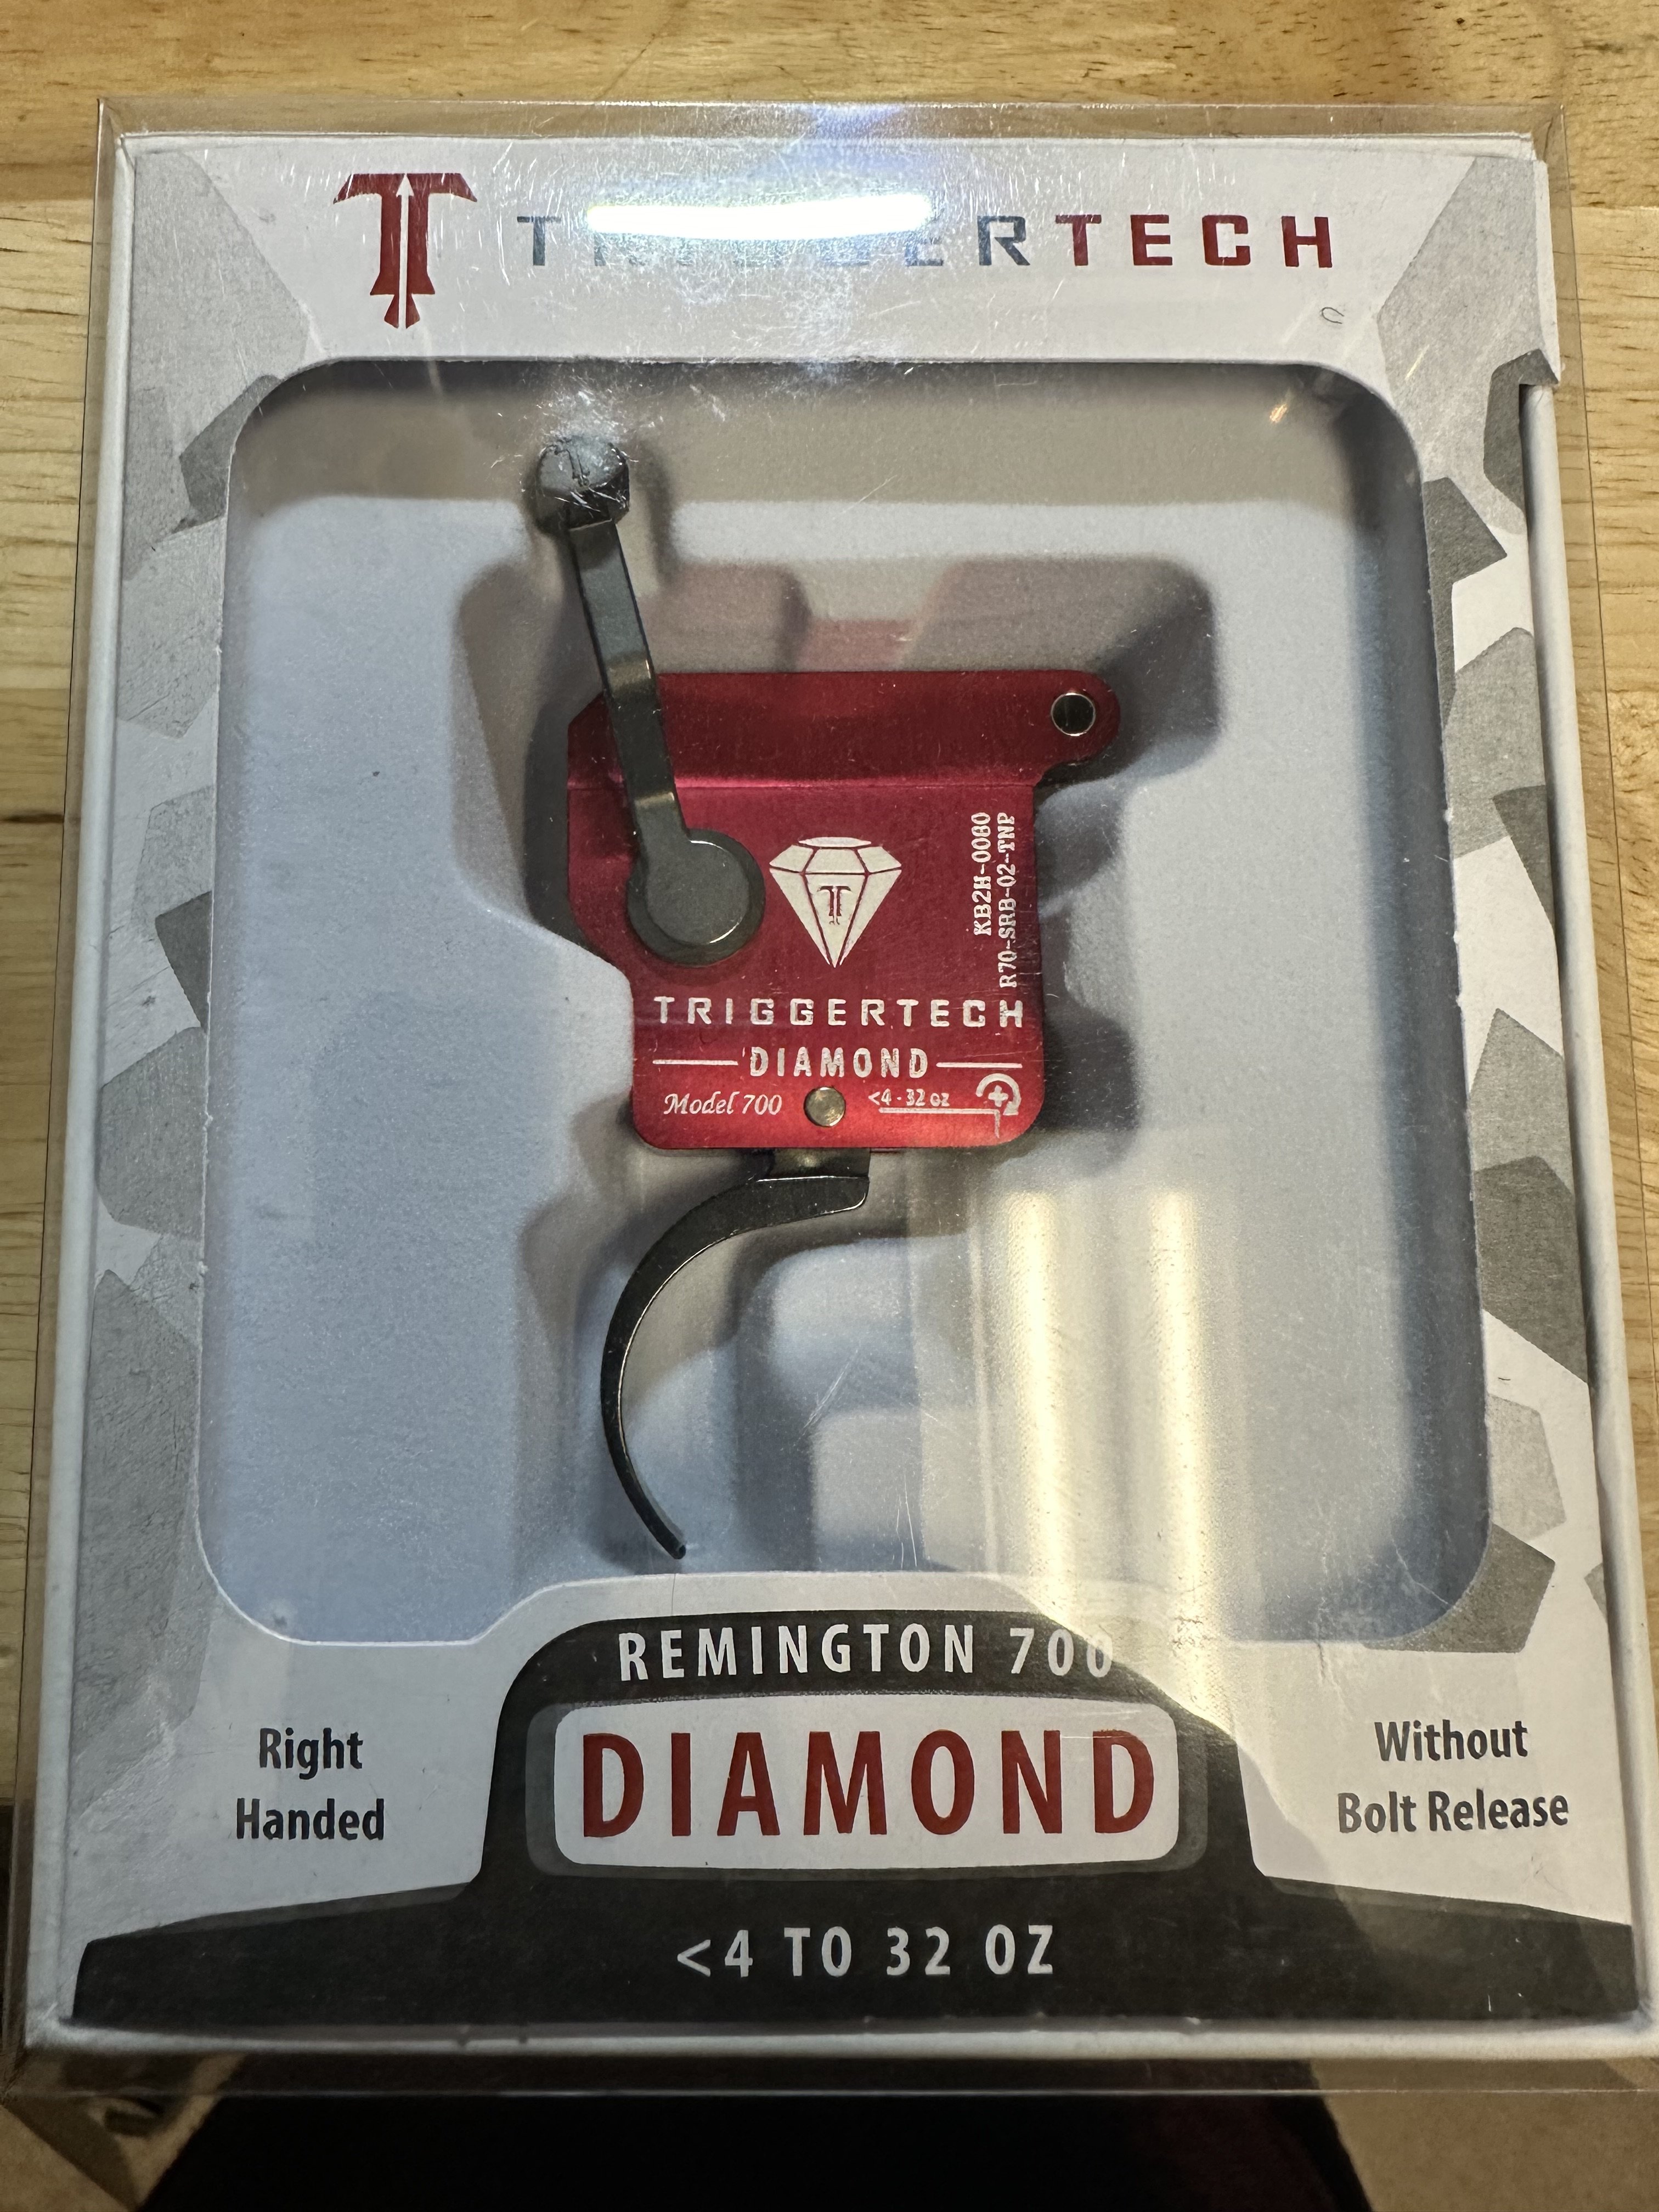 TRIGGERTECH
KB2H-0080
R70-SRB-02-TNP
TRIGGERTECH
DIAMOND
Model 700
<4 - 32 oz
REMINGTON 700
DIAMOND
Right
Handed
Without
Bolt Release
<4 TO 32 OZ